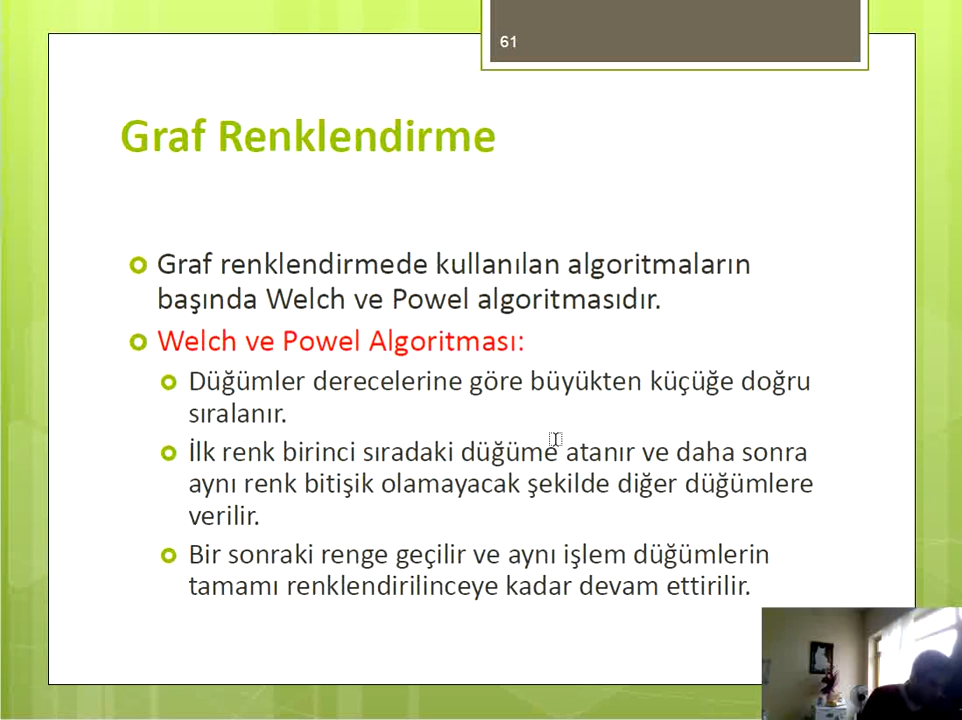 61
Graf Renklendirme
Graf renklendirmede kullanılan algoritmaların
başında Welch ve Powel algoritmasıdır.
Welch ve Powel Algoritması:
Düğümler derecelerine göre büyükten küçüğe doğru
sıralanır.
İlk renk birinci sıradaki düğüme atanır ve daha sonra
aynı renk bitişik olamayacak şekilde diğer düğümlere
verilir.
Bir sonraki renge geçilir ve aynı işlem düğümlerin
tamamı renklendirilinceye kadar devam ettirilir.